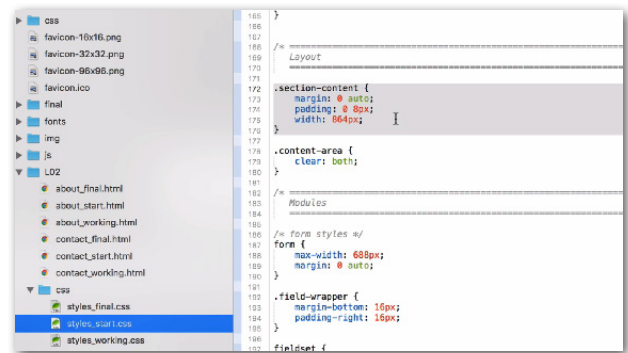 css
favicon-16x16.png
favicon-32x32.png
favicon-96x96.png
favicon.ico
final
fonts
img
js
L02
about_final.html
about_start.html
about_working.html
contact_final.html
contact_start.html
contact_working.html
css
styles_final.css
styles_start.css
styles_working.css
165 }
166
167
168 /* ====================================
169 Layout
170 ====================================
171
172 .section-content {
173 margin: 0 auto;
174 padding: 0 8px;
175 width: 864px;
176 }
177
178 .content-area {
179 clear: both;
180 }
181
182 /* ====================================
183 Modules
184 ====================================
185
186 /* form styles */
187 form {
188 max-width: 688px;
189 margin: 0 auto;
190 }
191
192 .field-wrapper {
193 margin-bottom: 16px;
194 padding-right: 16px;
195 }
196
197 fieldset {